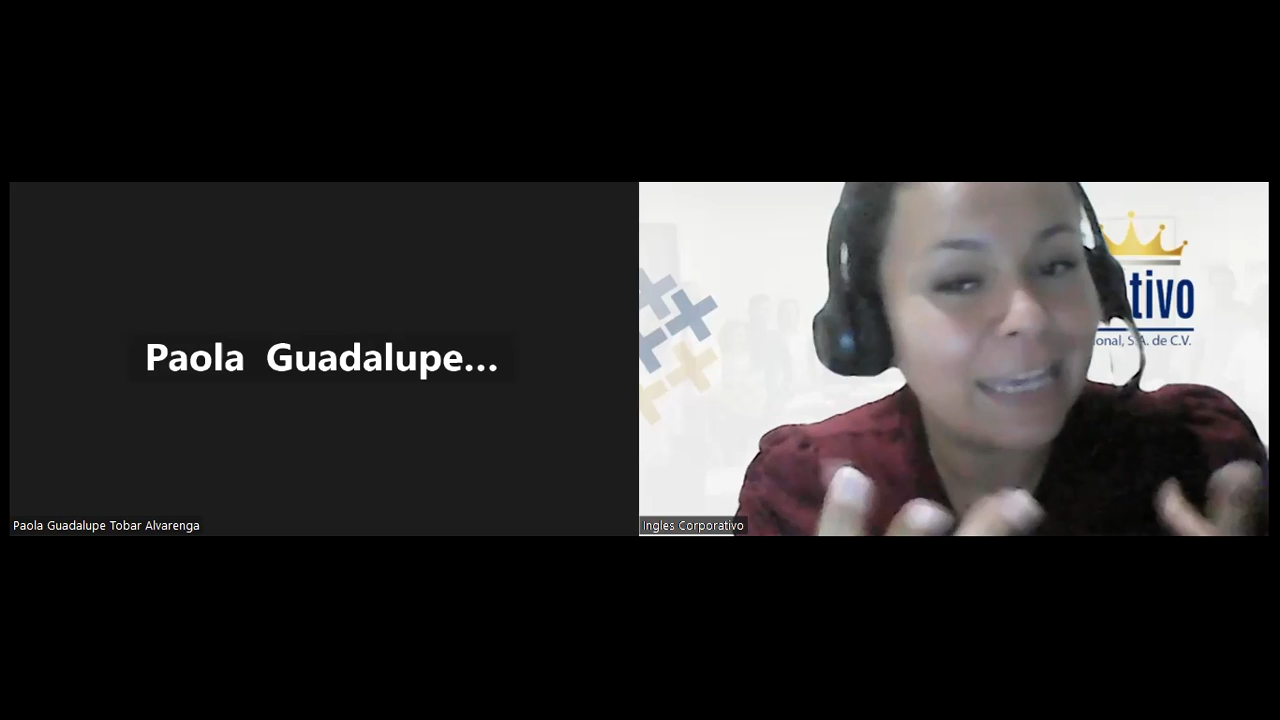 Paola Guadalupe...
Paola Guadalupe Tobar Alvarenga
tivo
onal, S.A. de C.V.
Ingles Corporativo